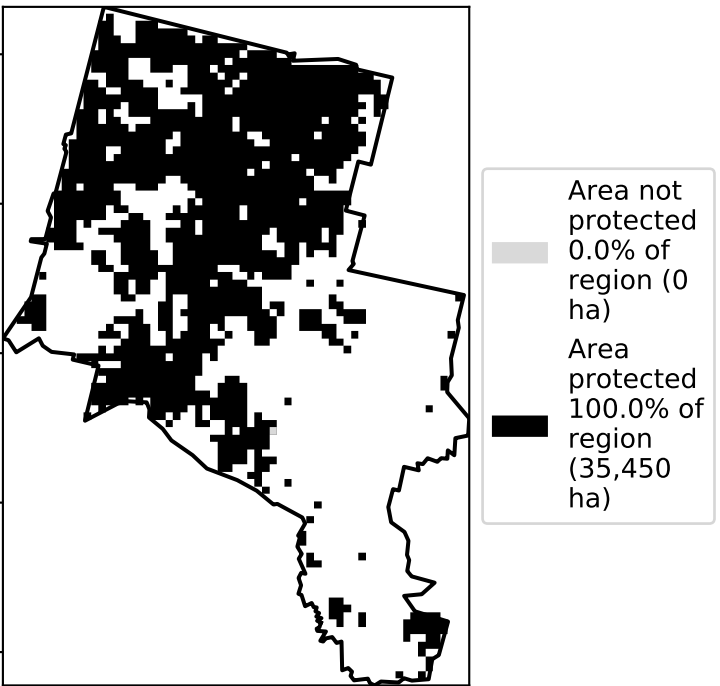 Area not
protected
0.0% of
region (0
ha)
Area
protected
100.0% of
region
(35,450
ha)